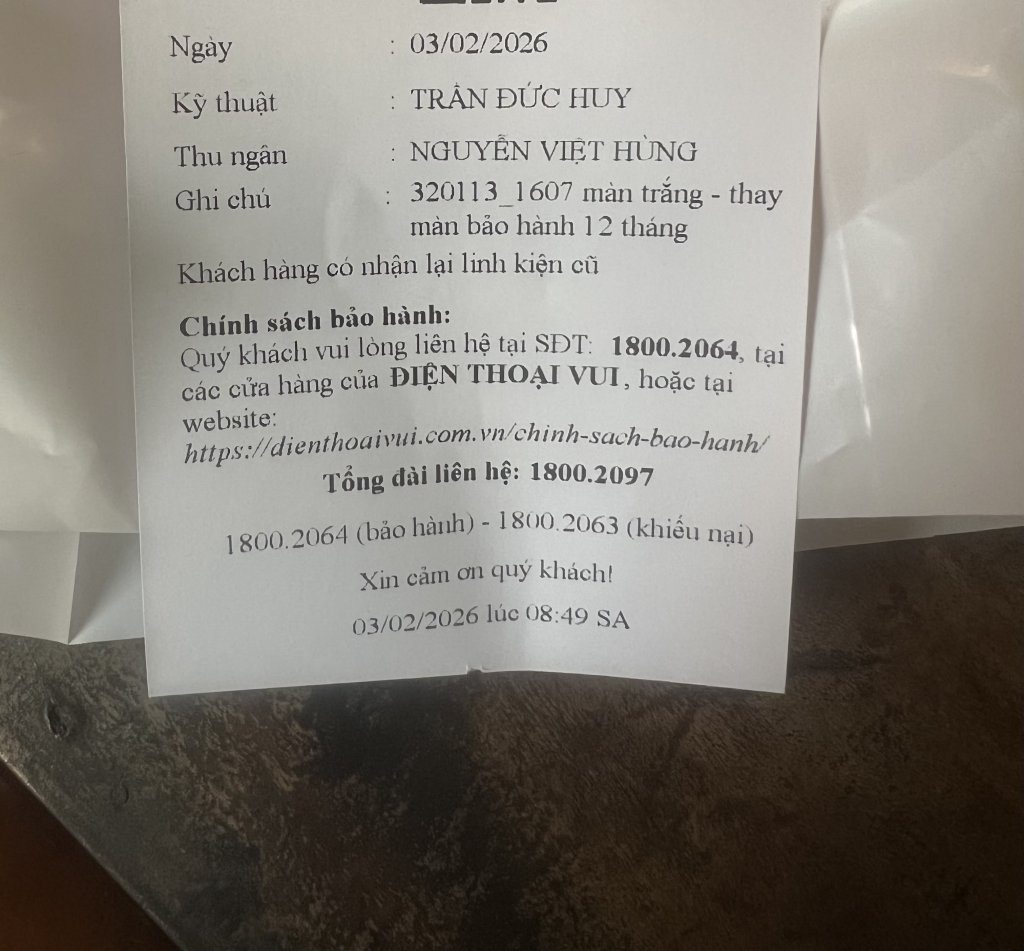 Ngày : 03/02/2026
Kỹ thuật : TRẦN ĐỨC HUY
Thu ngân : NGUYỄN VIỆT HÙNG
Ghi chú : 320113_1607 màn trắng - thay
màn bảo hành 12 tháng
Khách hàng có nhận lại linh kiện cũ
Chính sách bảo hành:
Quý khách vui lòng liên hệ tại SĐT: 1800.2064, tại
các cửa hàng của ĐIỆN THOẠI VUI, hoặc tại
website:
https://dienthoaivui.com.vn/chinh-sach-bao-hanh/
Tổng đài liên hệ: 1800.2097
1800.2064 (bảo hành) - 1800.2063 (khiếu nại)
Xin cảm ơn quý khách!
03/02/2026 lúc 08:49 SA